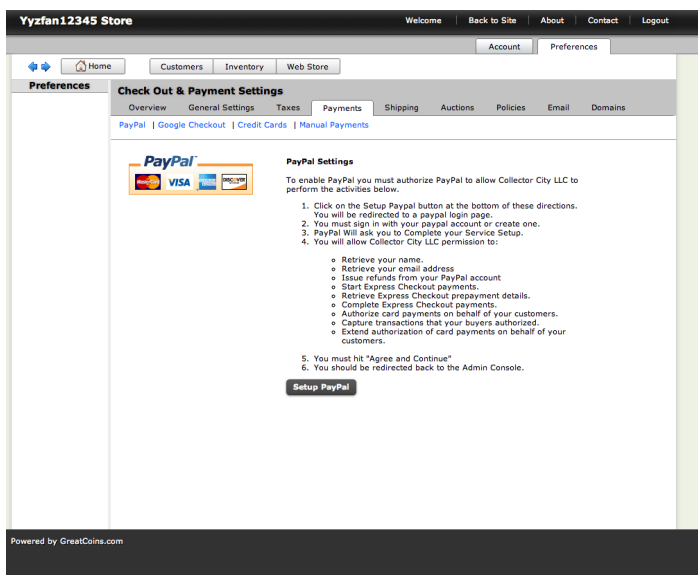 Yyzfan12345 Store
Welcome | Back to Site | About | Contact | Logout
Account Preferences
Home Customers Inventory Web Store
Preferences
Check Out & Payment Settings
Overview General Settings Taxes Payments Shipping Auctions Policies Email Domains
PayPal | Google Checkout | Credit Cards | Manual Payments
PayPal
MasterCard VISA DISCOVER
PayPal Settings
To enable PayPal you must authorize PayPal to allow Collector City LLC to
perform the activities below.
1. Click on the Setup Paypal button at the bottom of these directions.
You will be redirected to a paypal login page.
2. You must sign in with your paypal account or create one.
3. PayPal Will ask you to Complete your Service Setup.
4. You will allow Collector City LLC permission to:
Retrieve your name.
Retrieve your email address
Issue refunds from your PayPal account
Start Express Checkout payments.
Retrieve Express Checkout prepayment details.
Complete Express Checkout payments.
Authorize card payments on behalf of your customers.
Capture transactions that your buyers authorized.
Extend authorization of card payments on behalf of your
customers.
5. You must hit "Agree and Continue"
6. You should be redirected back to the Admin Console.
Setup PayPal
Powered by GreatCoins.com